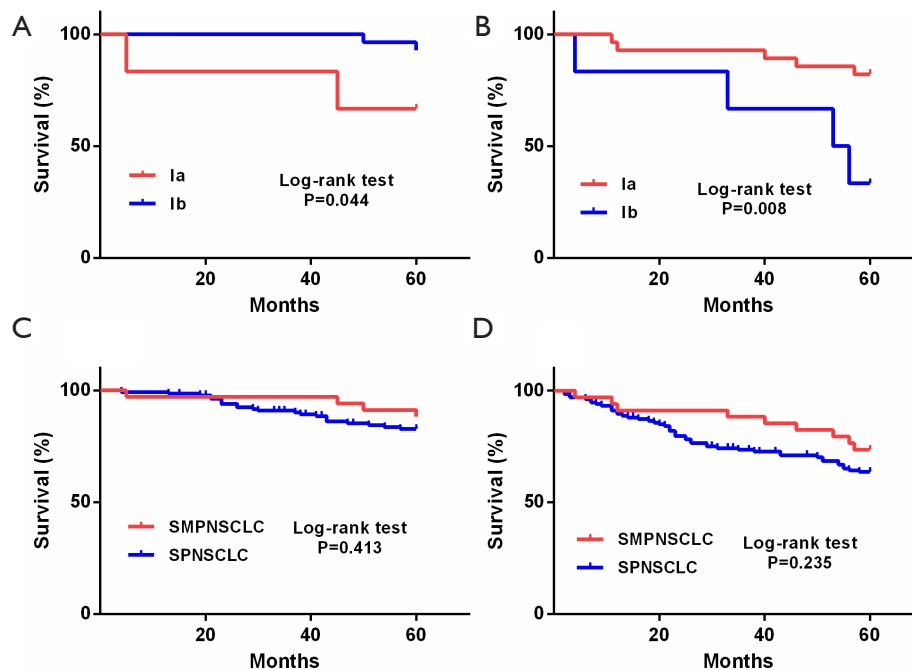 A
100
50
0
Survival (%)
Ia
Ib
Log-rank test
P=0.044
20
40
60
Months
B
100
50
0
Survival (%)
Ia
Ib
Log-rank test
P=0.008
20
40
60
Months
C
100
50
0
Survival (%)
SMPNSCLC
SPNSCLC
Log-rank test
P=0.413
20
40
60
Months
D
100
50
0
Survival (%)
SMPNSCLC
SPNSCLC
Log-rank test
P=0.235
20
40
60
Months